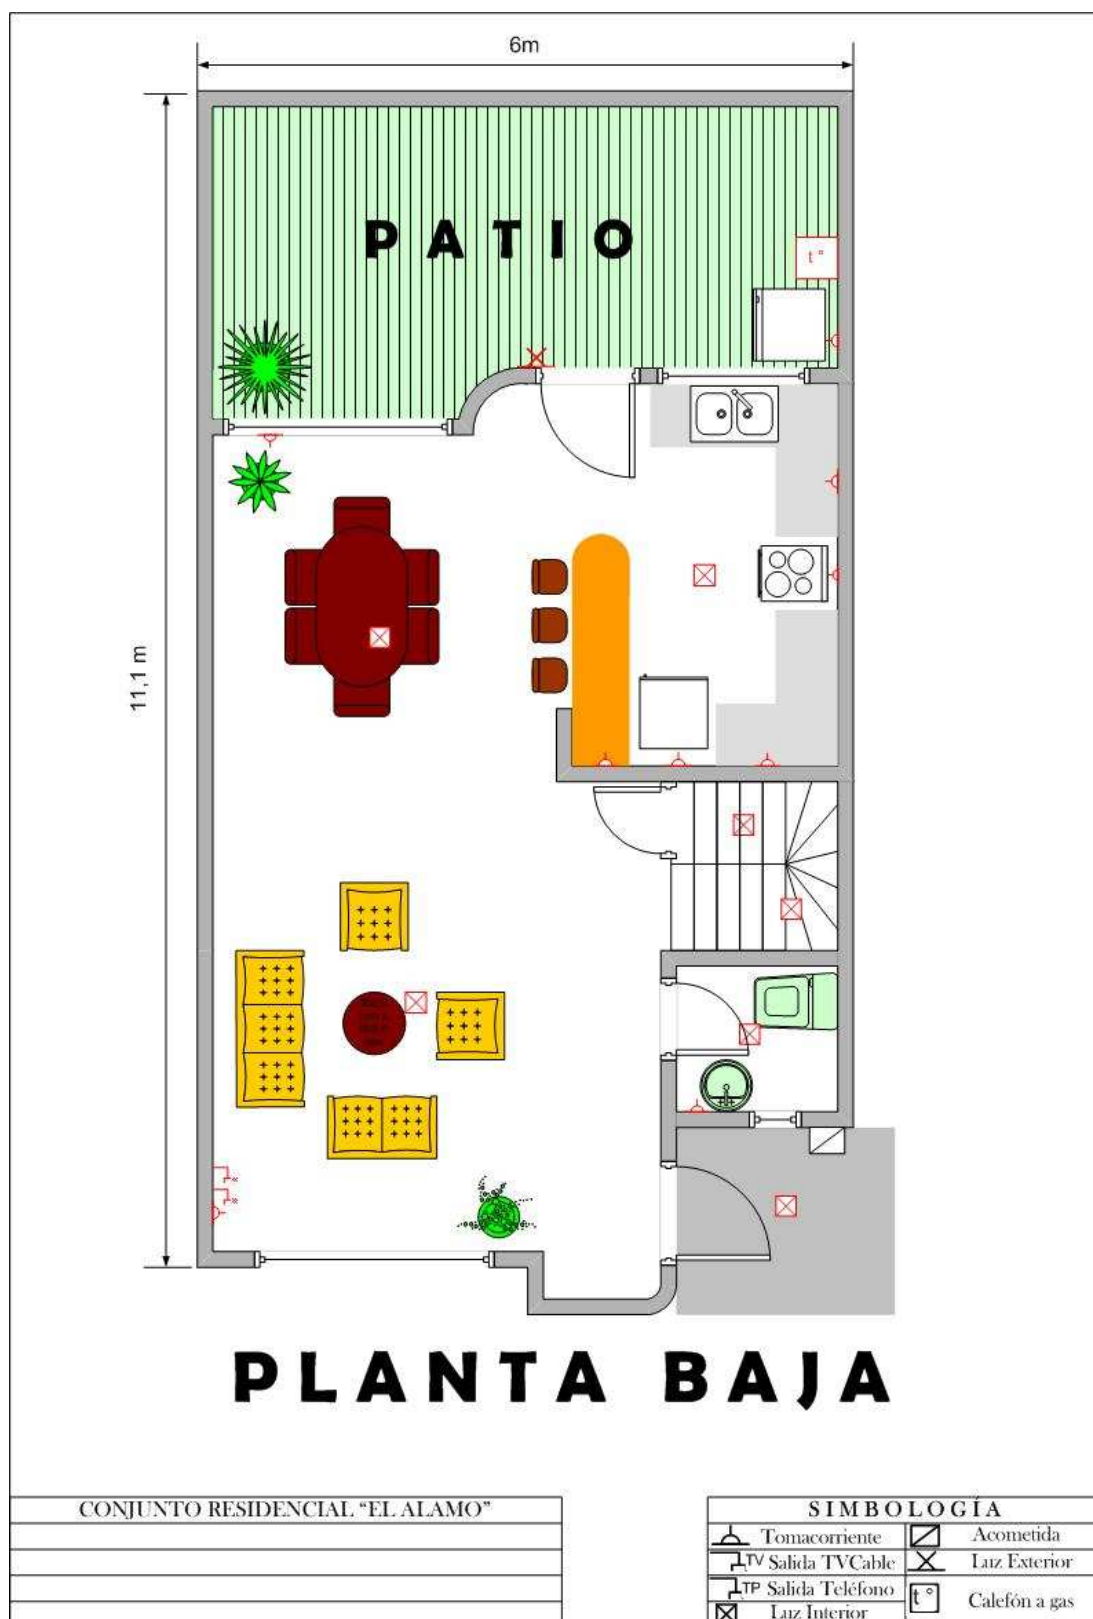 6m
PATIO
t °
11,1 m
PLANTA BAJA
CONJUNTO RESIDENCIAL “EL ALAMO”
SIMBOLOGÍA
Tomacorriente
Acometida
TV Salida TVCable
Luz Exterior
TP Salida Teléfono
t ° Calefón a gas
Luz Interior